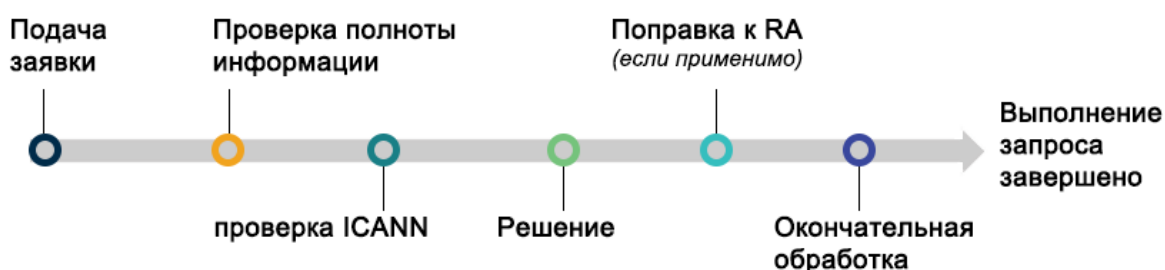 Подача
заявки
Проверка полноты
информации
проверка ICANN
Решение
Поправка к RA
(если применимо)
Окончательная
обработка
Выполнение
запроса
завершено